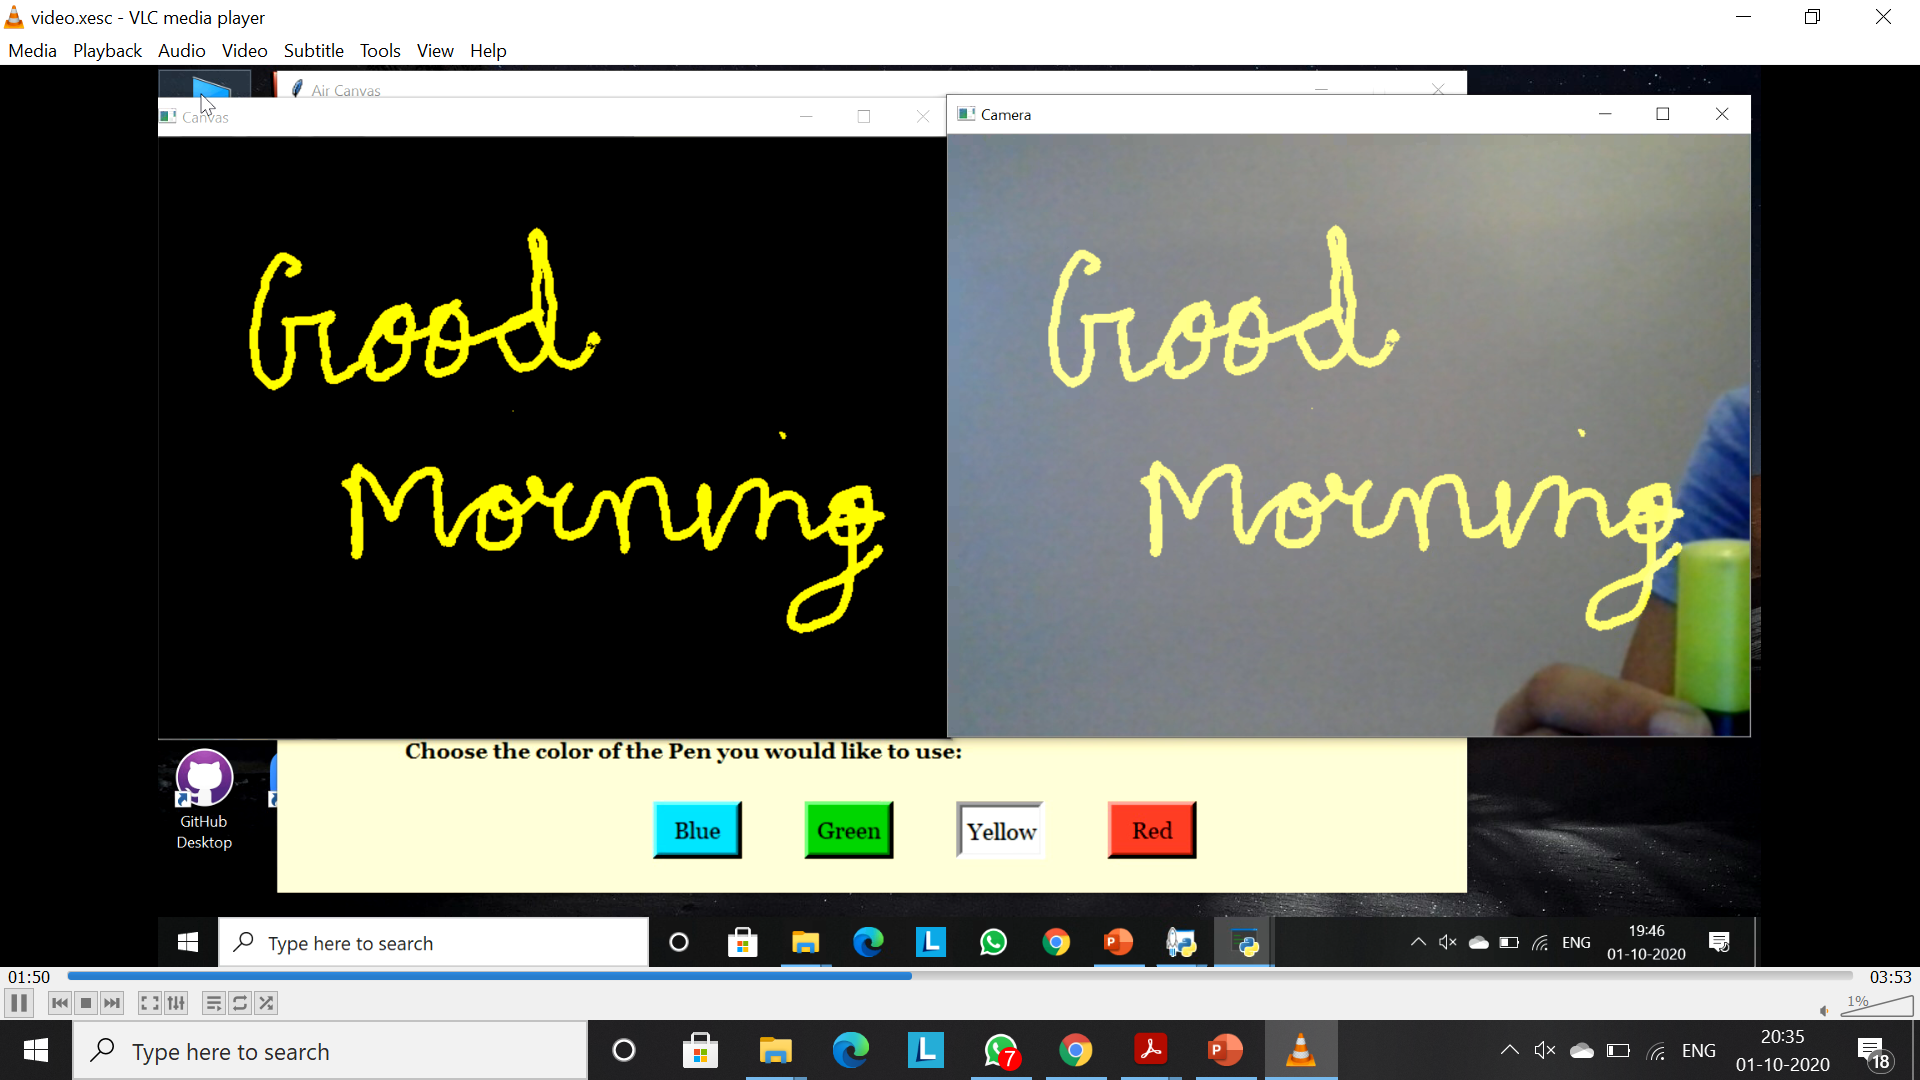 video.xesc - VLC media player
Media Playback Audio Video Subtitle Tools View Help
Air Canvas
Canvas
Camera
Good
Morning
Good
Morning
Choose the color of the Pen you would like to use:
Blue Green Yellow Red
GitHub
Desktop
Type here to search
L
P
ENG
19:46
01-10-2020
01:50
03:53
1%
Type here to search
L
7
P
ENG
20:35
01-10-2020
18